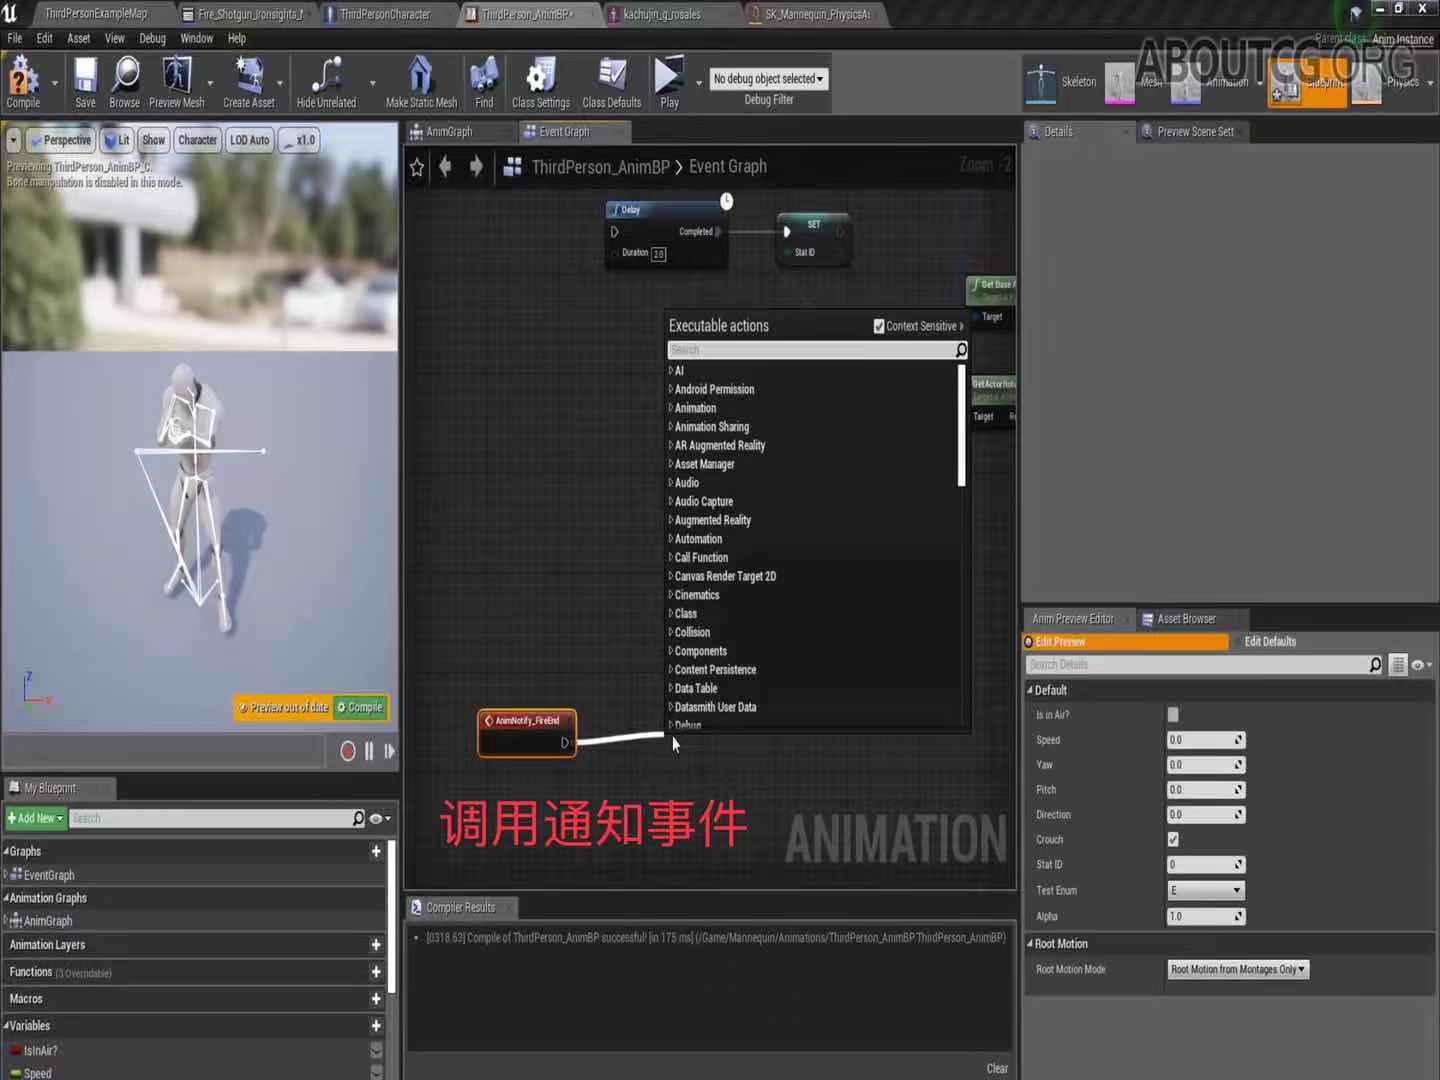 ThirdPersonExampleMap
Fire_Shotgun_Ironsights_
ThirdPersonCharacter
ThirdPerson_AnimBP*
kachujin_g_rosales
SK_Mannequin_PhysicsAs
File Edit Asset View Debug Window Help
Parent class: Anim Instance
ABOUTCG.ORG
Compile
Save
Browse
Preview Mesh
Create Asset
Hide Unrelated
Make Static Mesh
Find
Class Settings
Class Defaults
Play
No debug object selected
Debug Filter
Skeleton
Mesh
Animation
Blueprint
Physics
Perspective
Lit
Show
Character
LOD Auto
x1.0
Previewing ThirdPerson_AnimBP_C.
Bone manipulation is disabled in this mode.
Z
Preview out of date
Compile
AnimGraph
Event Graph
ThirdPerson_AnimBP > Event Graph
Zoom -2
Delay
Completed
Duration 2.0
SET
Stat ID
Get Base A
Target
GetActorRota
Target
Executable actions
Context Sensitive
Search
AI
Android Permission
Animation
Animation Sharing
AR Augmented Reality
Asset Manager
Audio
Audio Capture
Augmented Reality
Automation
Call Function
Canvas Render Target 2D
Cinematics
Class
Collision
Components
Content Persistence
Data Table
Datasmith User Data
Debug
AnimNotify_FireEnd
调用通知事件
ANIMATION
My Blueprint
+Add New
Search
Graphs
EventGraph
Animation Graphs
AnimGraph
Animation Layers
Functions (3 Overridable)
Macros
Variables
IsInAir?
Speed
Compiler Results
[0318.63] Compile of ThirdPerson_AnimBP successful! [in 175 ms] (/Game/Mannequin/Animations/ThirdPerson_AnimBP.ThirdPerson_AnimBP)
Clear
Details
Preview Scene Sett
Anim Preview Editor
Asset Browser
Edit Preview
Edit Defaults
Search Details
Default
Is in Air?
Speed 0.0
Yaw 0.0
Pitch 0.0
Direction 0.0
Crouch
Stat ID 0
Test Enum E
Alpha 1.0
Root Motion
Root Motion Mode Root Motion from Montages Only